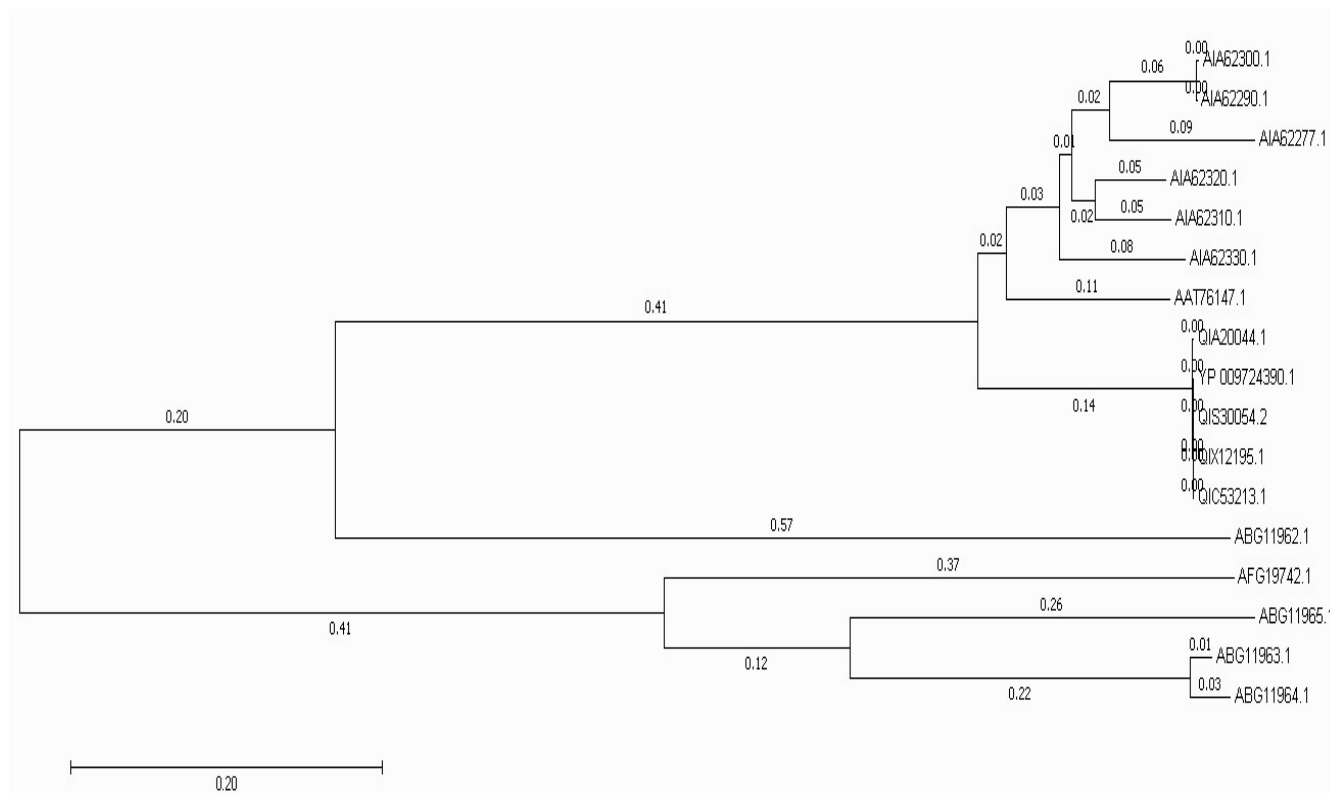 0.00
AIA62300.1
0.06
0.00
AIA62290.1
0.02
0.09
AIA62277.1
0.01
0.05
AIA62320.1
0.03
0.02
0.05
AIA62310.1
0.02
0.08
AIA62330.1
0.11
AAT76147.1
0.41
0.00
QIA20044.1
0.00
YP 009724390.1
0.14
0.00
QIS30054.2
0.00
0.00
QIX12195.1
0.00
QIC53213.1
0.20
0.57
ABG11962.1
0.37
AFG19742.1
0.41
0.26
ABG11965.1
0.12
0.01
ABG11963.1
0.22
0.03
ABG11964.1
0.20